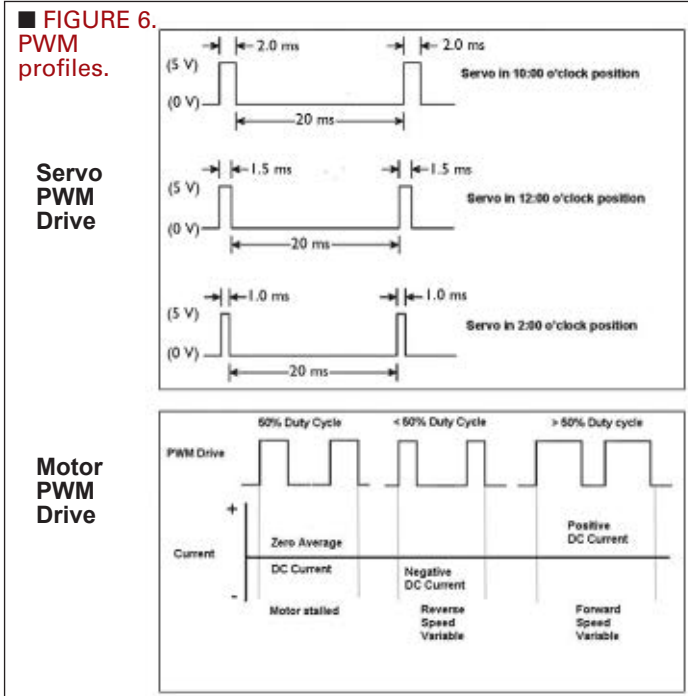 ■ FIGURE 6.
PWM
profiles.
Servo
PWM
Drive
2.0 ms 2.0 ms
(5 V)
Servo in 10:00 o'clock position
(0 V)
20 ms
1.5 ms 1.5 ms
(5 V)
Servo in 12:00 o'clock position
(0 V)
20 ms
1.0 ms 1.0 ms
(5 V)
Servo in 2:00 o'clock position
(0 V)
20 ms
Motor
PWM
Drive
50% Duty Cycle < 50% Duty Cycle > 50% Duty cycle
PWM Drive
+
Current
-
Zero Average
DC Current
Motor stalled
Negative
DC Current
Reverse
Speed
Variable
Positive
DC Current
Forward
Speed
Variable